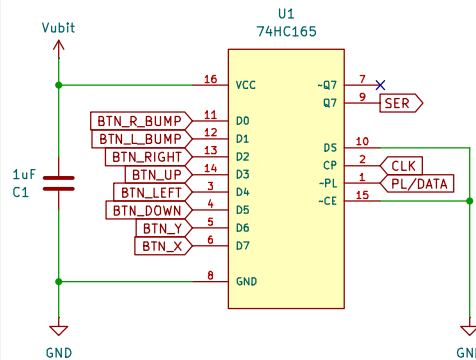 U1
74HC165
Vubit
16 VCC
~Q7 7
Q7 9 SER
BTN_R_BUMP 11 D0
BTN_L_BUMP 12 D1
BTN_RIGHT 13 D2
BTN_UP 14 D3
BTN_LEFT 3 D4
BTN_DOWN 4 D5
BTN_Y 5 D6
BTN_X 6 D7
DS 10
CP 2 CLK
~PL 1 PL/DATA
~CE 15
1uF
C1
8 GND
GND
GND